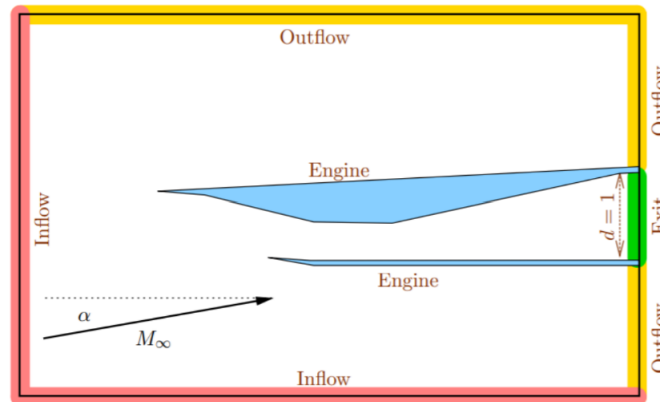 Outflow
Outflow
Engine
Inflow
d = 1
Exit
Engine
α
M∞
Outflow
Inflow